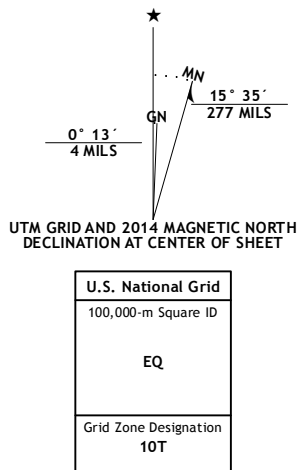 ★
MN
15° 35´
277 MILS
GN
0° 13´
4 MILS
UTM GRID AND 2014 MAGNETIC NORTH
DECLINATION AT CENTER OF SHEET
U.S. National Grid
100,000-m Square ID
EQ
Grid Zone Designation
10T